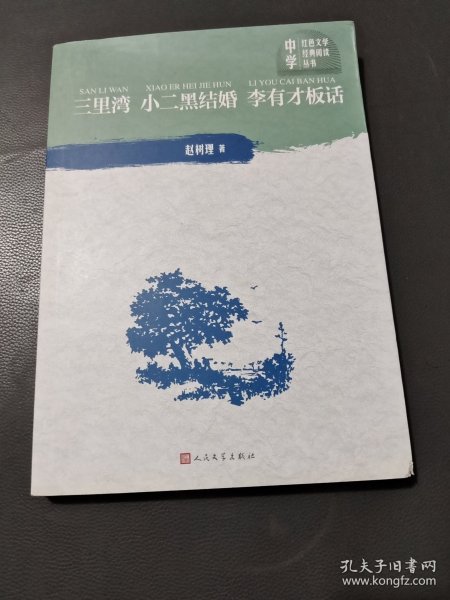 中学
红色文学
经典阅读
丛书
SAN LI WAN XIAO ER HEI JIE HUN LI YOU CAI BAN HUA
三里湾 小二黑结婚 李有才板话
赵树理 著
人民文学出版社
孔夫子旧书网
www.kongfz.com